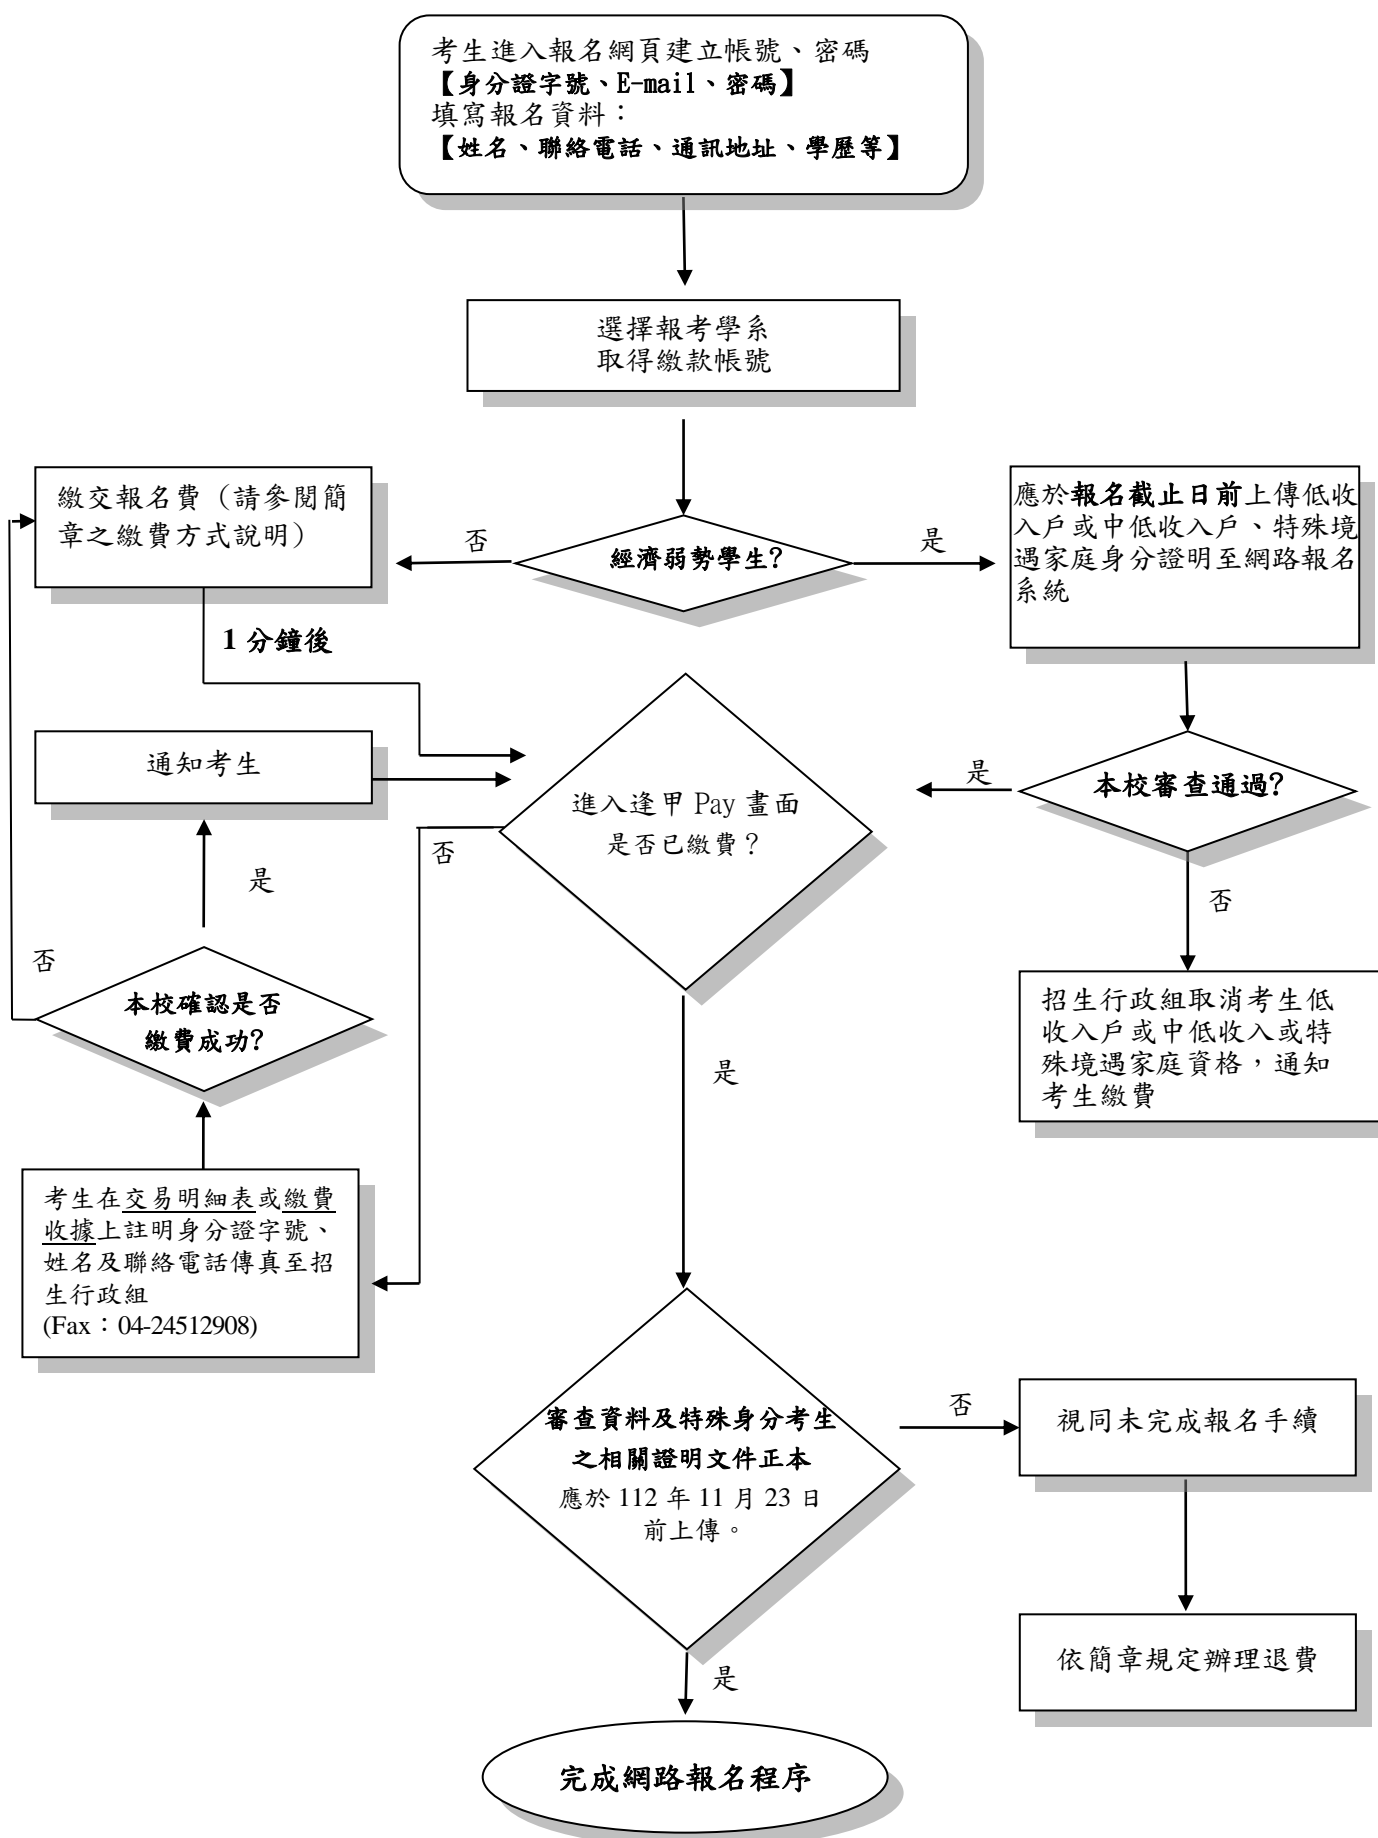 考生進入報名網頁建立帳號、密碼
【身分證字號、E-mail、密碼】
填寫報名資料：
【姓名、聯絡電話、通訊地址、學歷等】
選擇報考學系
取得繳款帳號
繳交報名費（請參閱簡
章之繳費方式說明）
否
經濟弱勢學生?
是
應於報名截止日前上傳低收
入戶或中低收入戶、特殊境
遇家庭身分證明至網路報名
系統
1 分鐘後
通知考生
進入逢甲 Pay 畫面
是否已繳費？
是
本校審查通過?
否
是
否
否
本校確認是否
繳費成功?
是
招生行政組取消考生低
收入戶或中低收入或特
殊境遇家庭資格，通知
考生繳費
考生在交易明細表或繳費
收據上註明身分證字號、
姓名及聯絡電話傳真至招
生行政組
(Fax：04-24512908)
審查資料及特殊身分考生
之相關證明文件正本
應於 112 年 11 月 23 日
前上傳。
否
視同未完成報名手續
依簡章規定辦理退費
是
完成網路報名程序